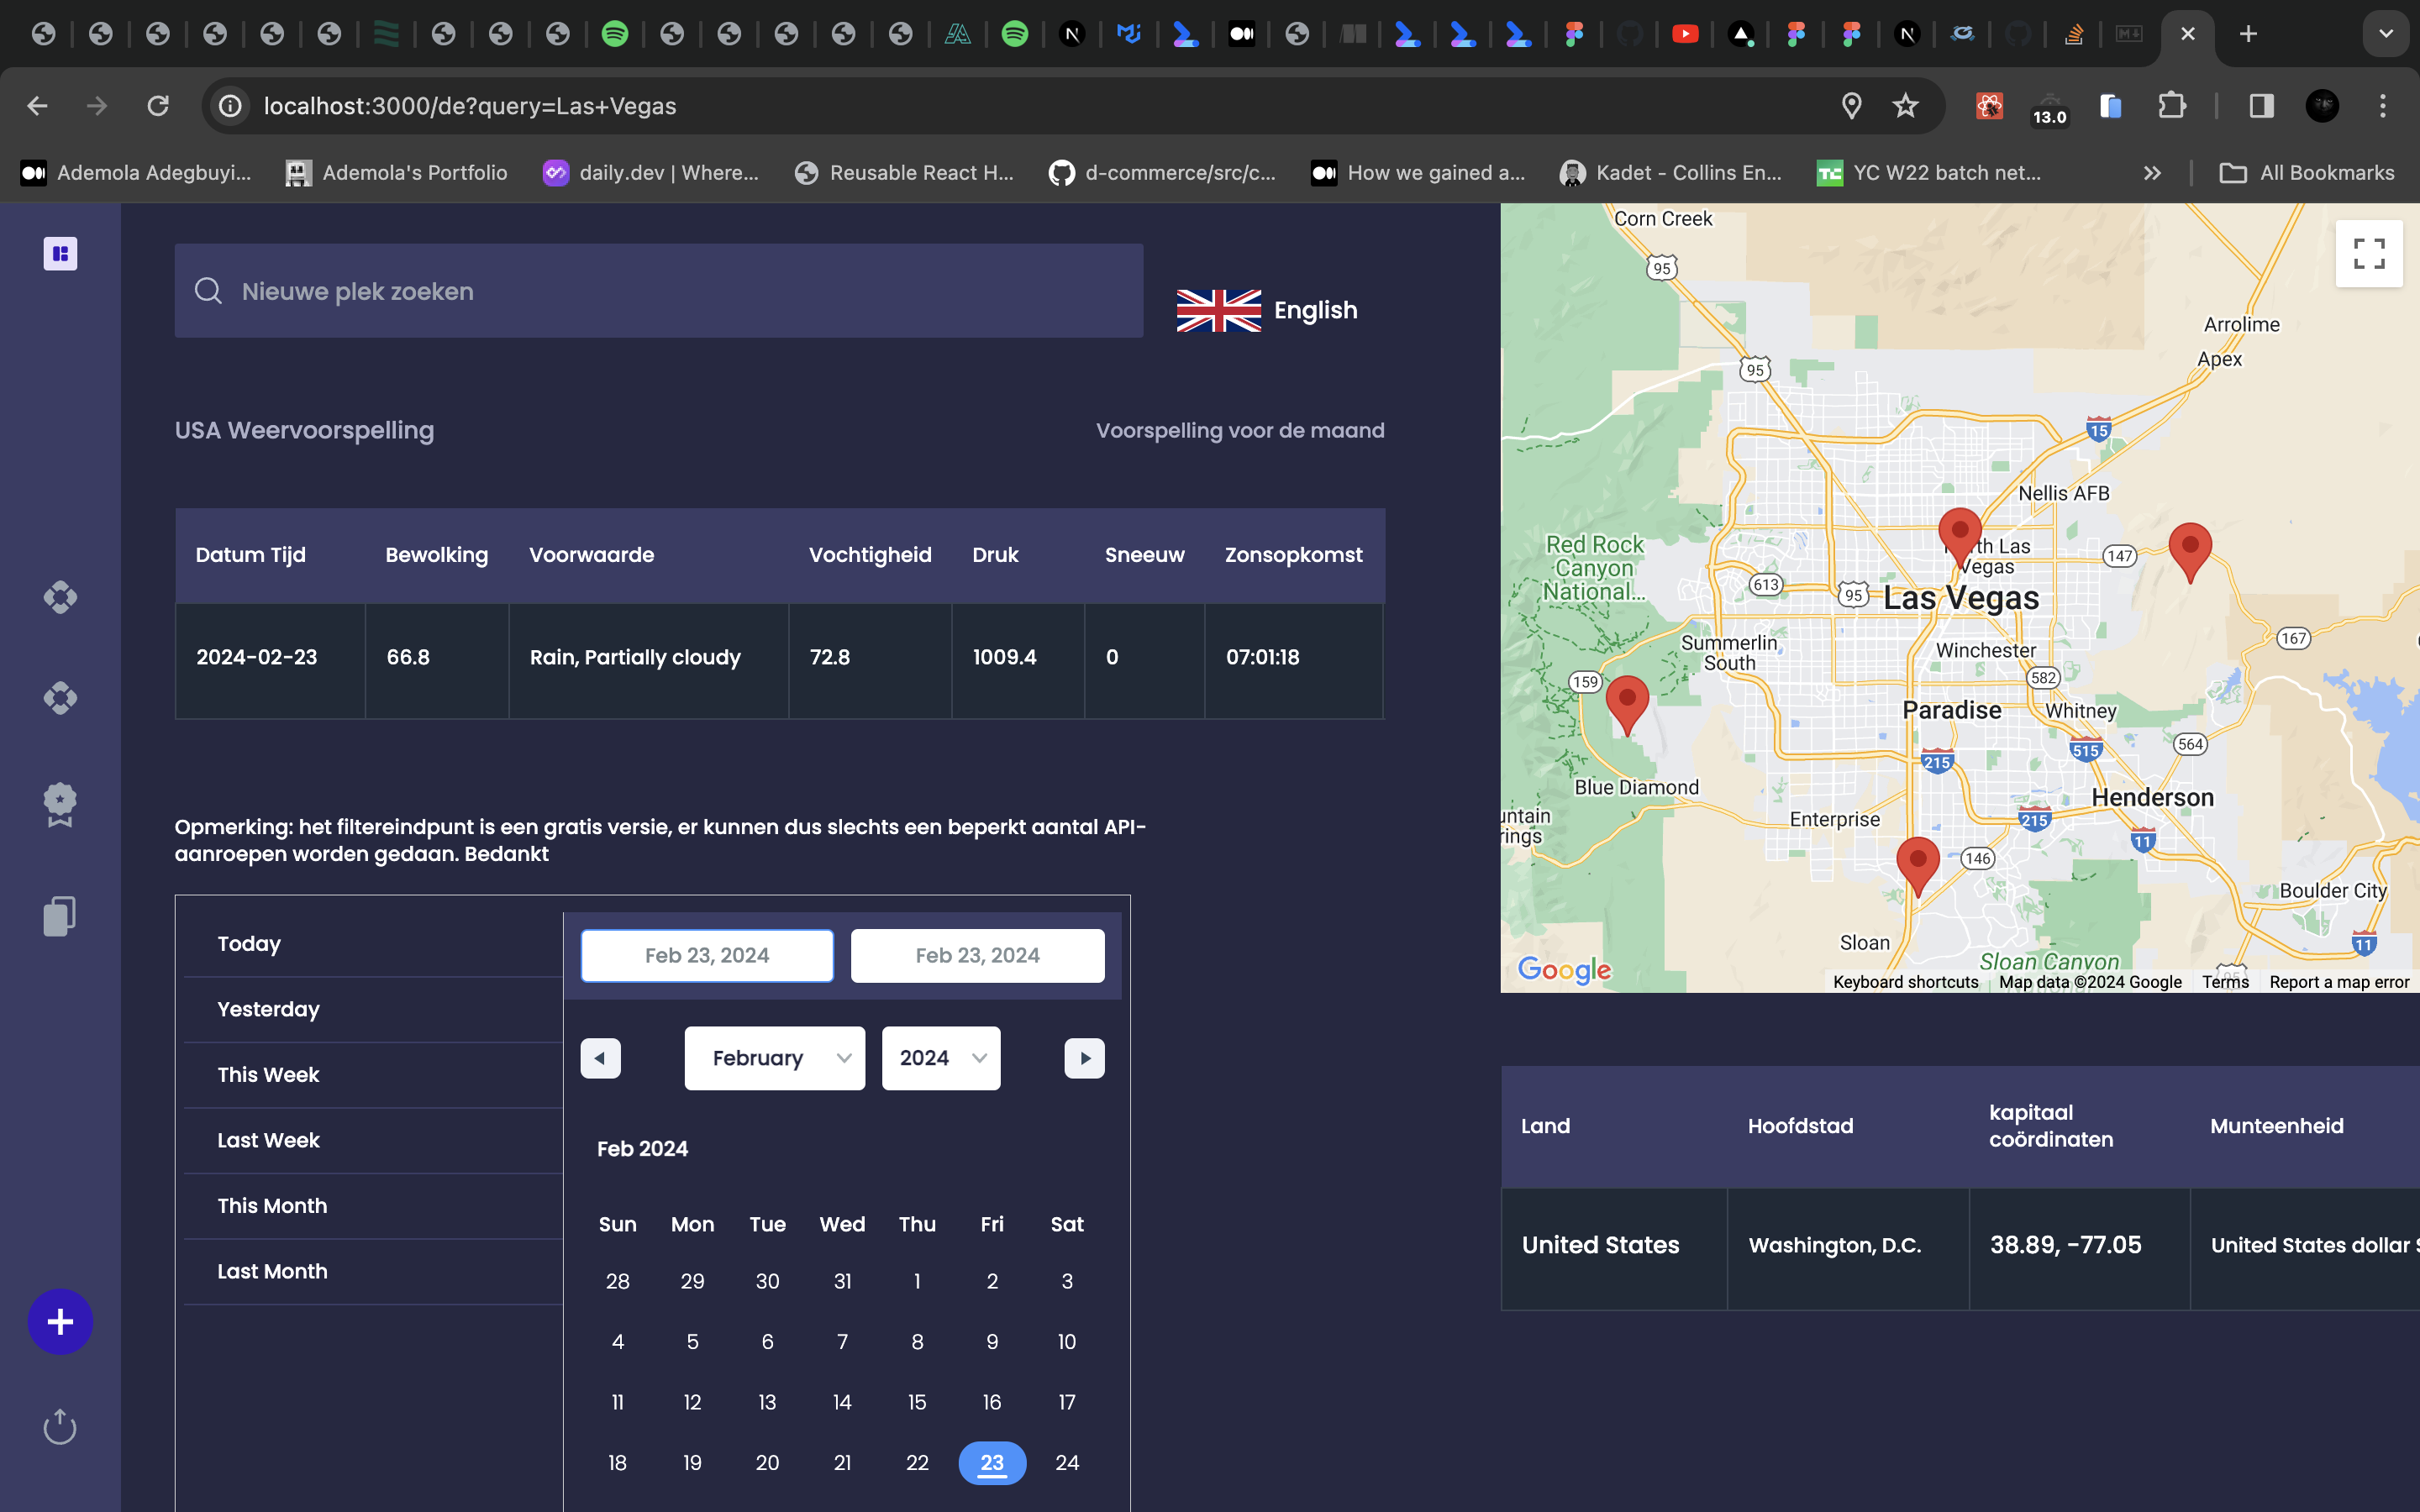 localhost:3000/de?query=Las+Vegas
13.0
Ademola Adegbuyi...
Ademola's Portfolio
daily.dev | Where...
Reusable React H...
d-commerce/src/c...
How we gained a...
Kadet - Collins En...
YC W22 batch net...
All Bookmarks
Nieuwe plek zoeken
English
USA Weervoorspelling
Voorspelling voor de maand
Datum Tijd Bewolking Voorwaarde Vochtigheid Druk Sneeuw Zonsopkomst
2024-02-23 66.8 Rain, Partially cloudy 72.8 1009.4 0 07:01:18
Opmerking: het filtereindpunt is een gratis versie, er kunnen dus slechts een beperkt aantal API-
aanroepen worden gedaan. Bedankt
Today
Yesterday
This Week
Last Week
This Month
Last Month
Feb 23, 2024 Feb 23, 2024
February 2024
Feb 2024
Sun Mon Tue Wed Thu Fri Sat
28 29 30 31 1 2 3
4 5 6 7 8 9 10
11 12 13 14 15 16 17
18 19 20 21 22 23 24
Corn Creek
95
Arrolime
Apex
95
15
Nellis AFB
Red Rock
Canyon
National...
th Las
Vegas
147
613
95
Las Vegas
167
Summerlin
South
Winchester
582
159
Paradise
Whitney
564
515
215
Blue Diamond
Henderson
Enterprise
215
11
146
Boulder City
Sloan
11
Sloan Canyon
95
Google
Keyboard shortcuts Map data ©2024 Google Terms Report a map error
Land Hoofdstad kapitaal
coördinaten Munteenheid
United States Washington, D.C. 38.89, -77.05 United States dollar